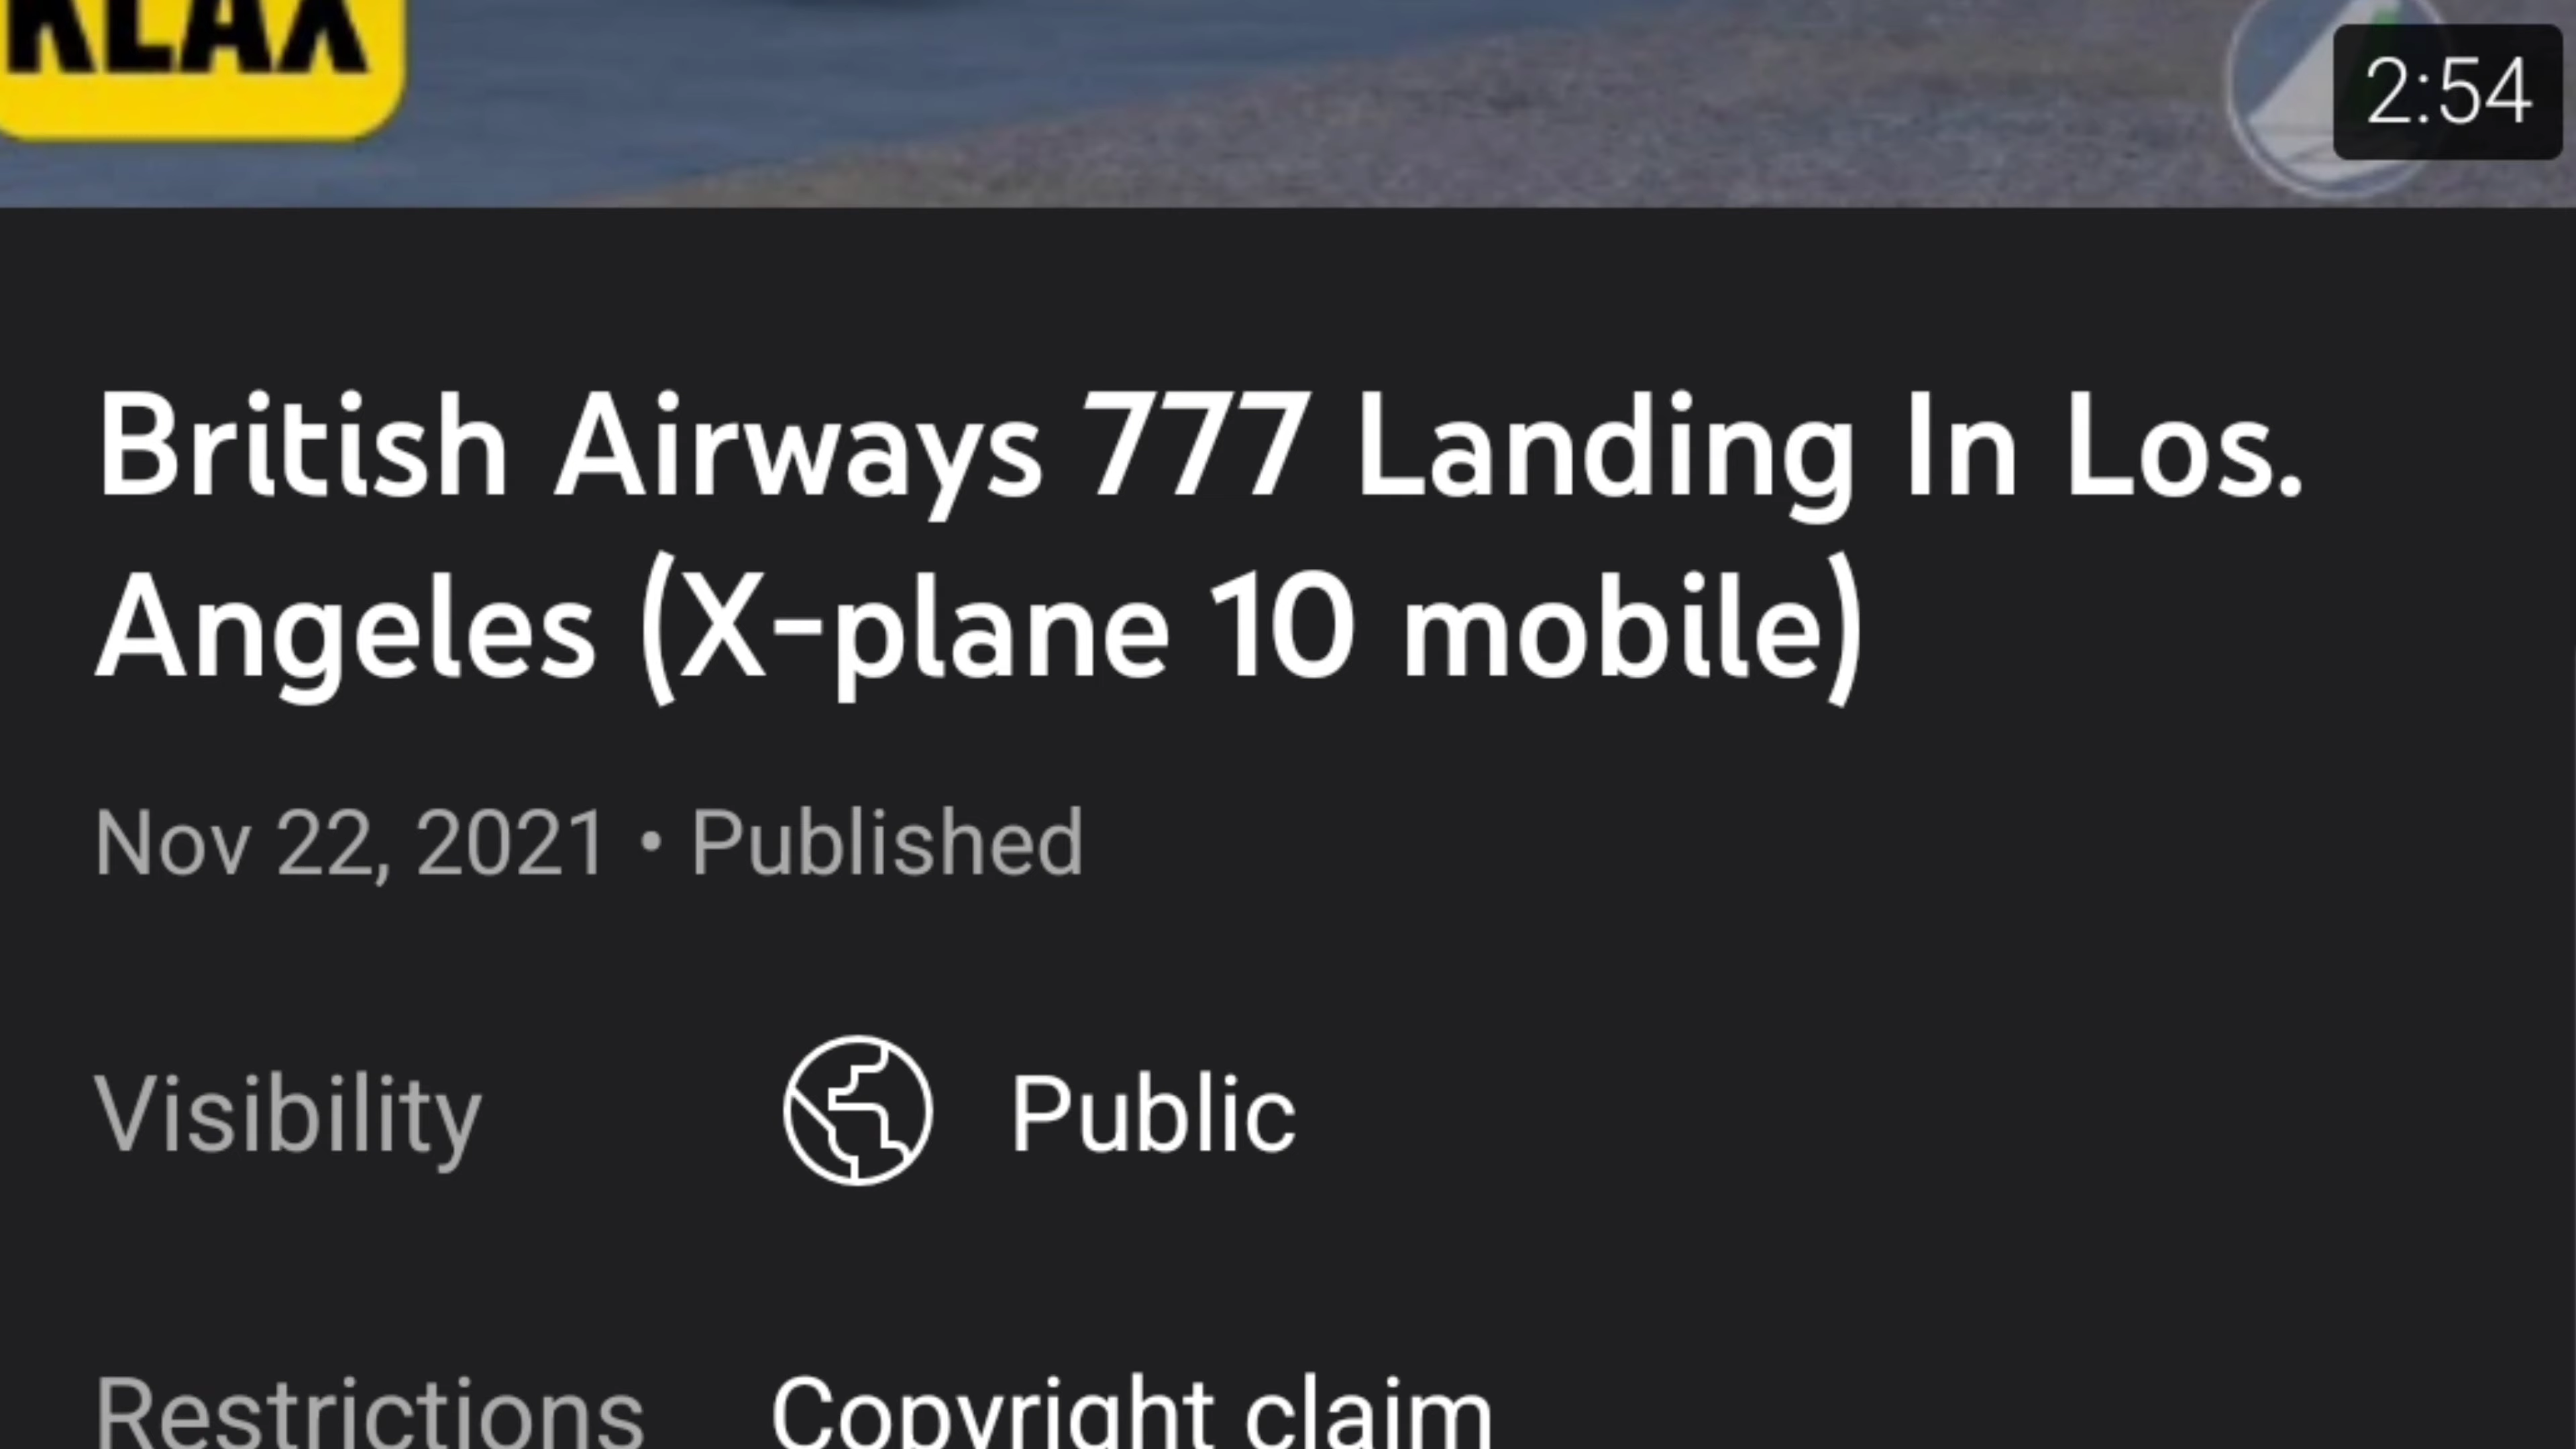 KLAX
2:54
British Airways 777 Landing In Los.
Angeles (X-plane 10 mobile)
Nov 22, 2021 • Published
Visibility
Public
Restrictions
Copyright claim